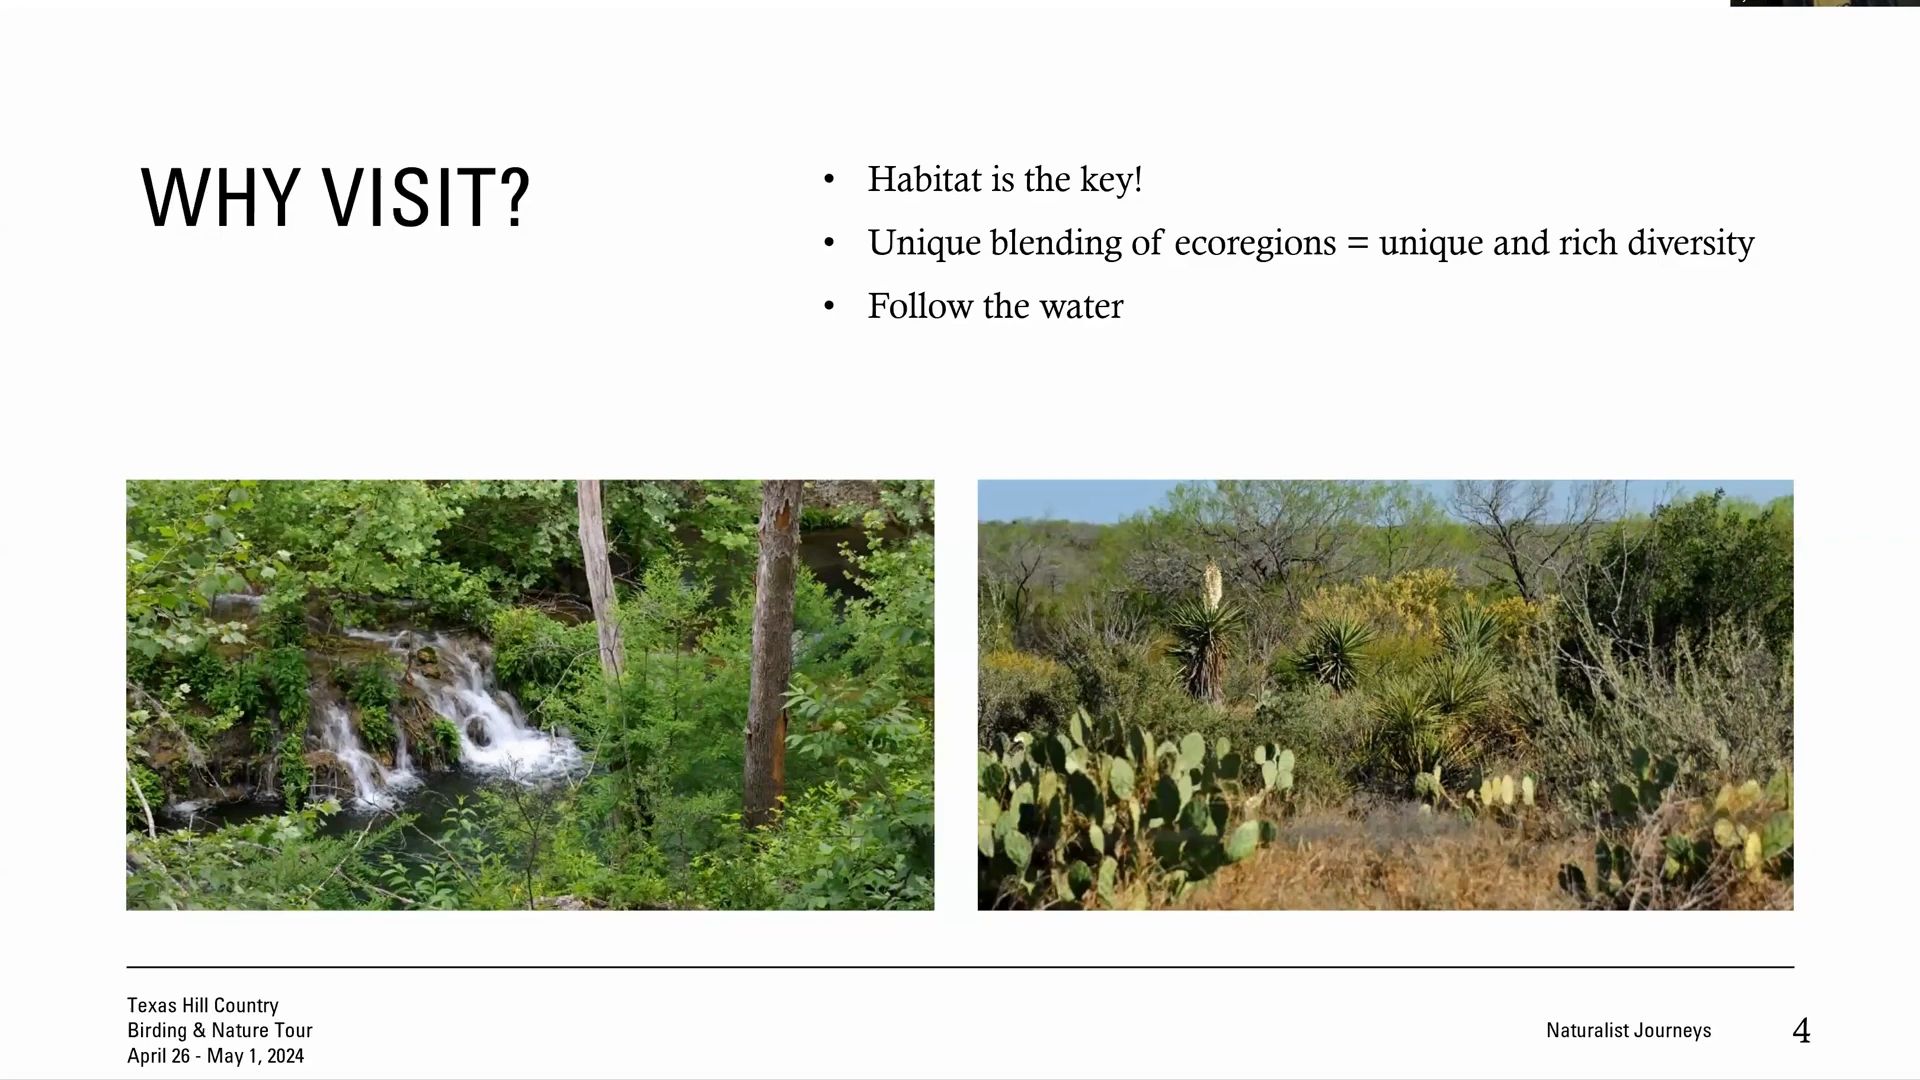 WHY VISIT?
• Habitat is the key!
• Unique blending of ecoregions = unique and rich diversity
• Follow the water
Texas Hill Country
Birding & Nature Tour
April 26 - May 1, 2024
Naturalist Journeys
4